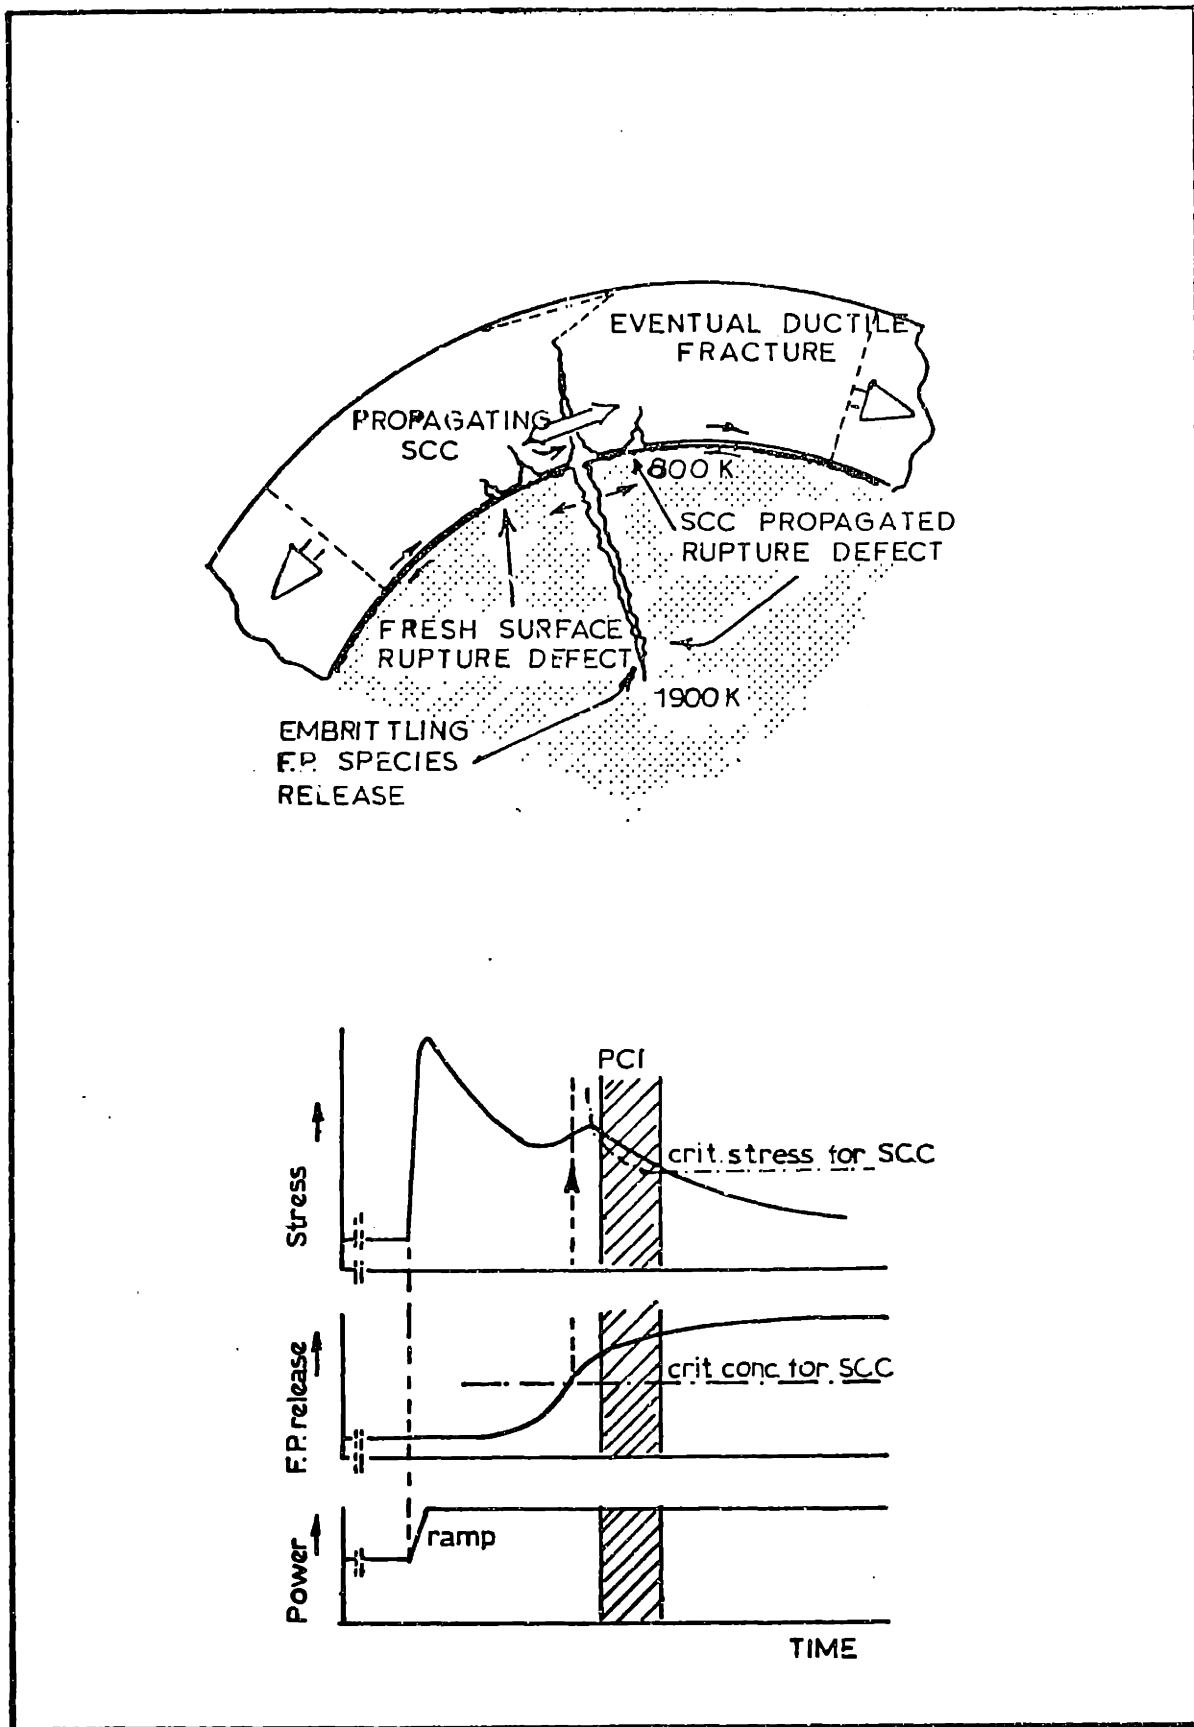 EVENTUAL DUCTILE
FRACTURE
PROPAGATING
SCC
800 K
SCC PROPAGATED
RUPTURE DEFECT
FRESH SURFACE
RUPTURE DEFECT
1900 K
EMBRITTLING
F.P. SPECIES
RELEASE
PCI
crit. stress for SCC
Stress
crit conc for SCC
F.P. release
ramp
Power
TIME